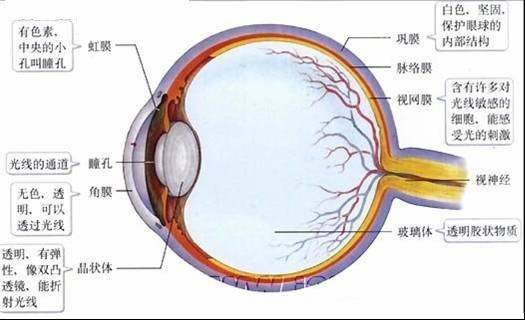 有色素，
中央的小
孔叫瞳孔
虹膜
光线的通道
瞳孔
无色，透
明，可以
透过光线
角膜
透明，有弹
性，像双凸
透镜，能折
射光线
晶状体
巩膜
白色，坚固，
保护眼球的
内部结构
脉络膜
视网膜
含有许多对
光线敏感的
细胞，能感
受光的刺激
视神经
玻璃体
透明胶状物质